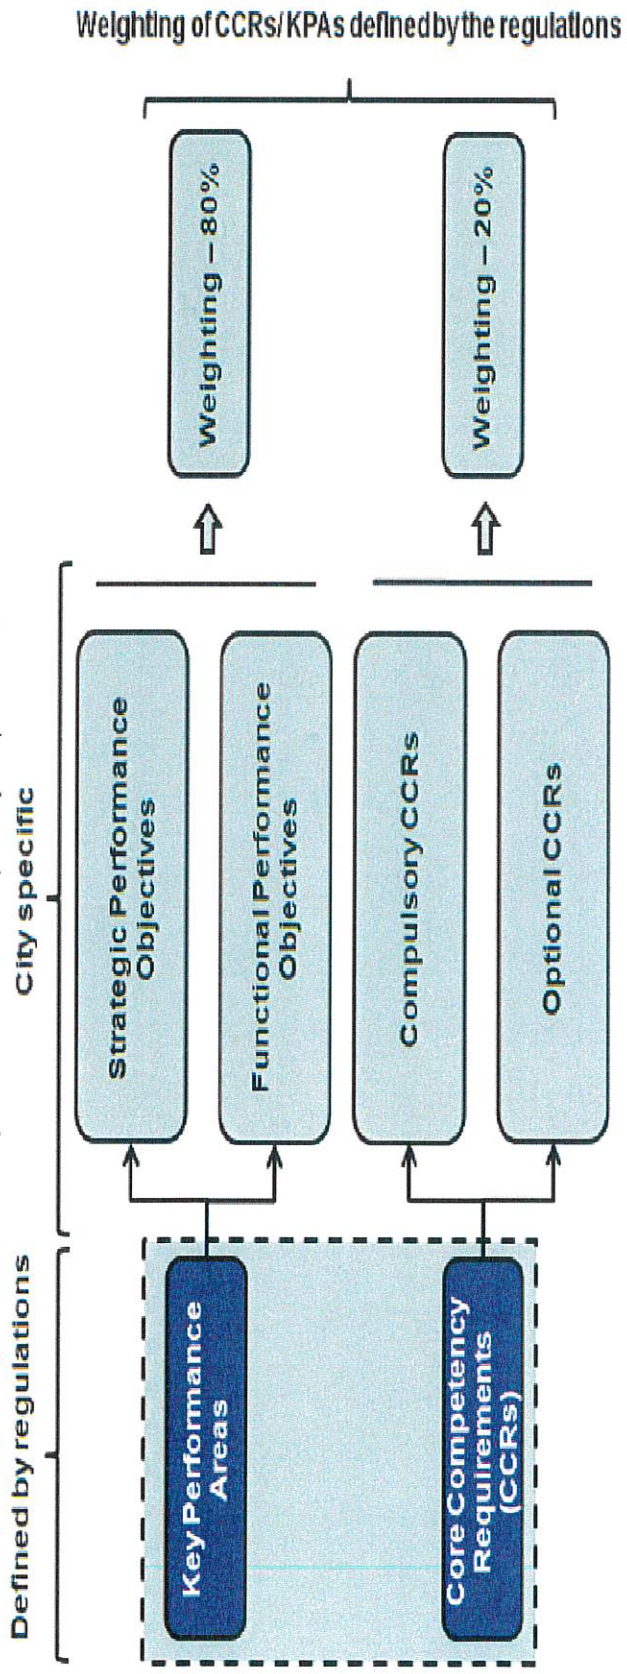 Weighting of CCRs/ KPAs defined by the regulations
Defined by regulations
City specific
Key Performance
Areas
Strategic Performance
Objectives
Functional Performance
Objectives
Weighting – 80%
Core Competency
Requirements
(CCRs)
Compulsory CCRs
Optional CCRs
Weighting – 20%